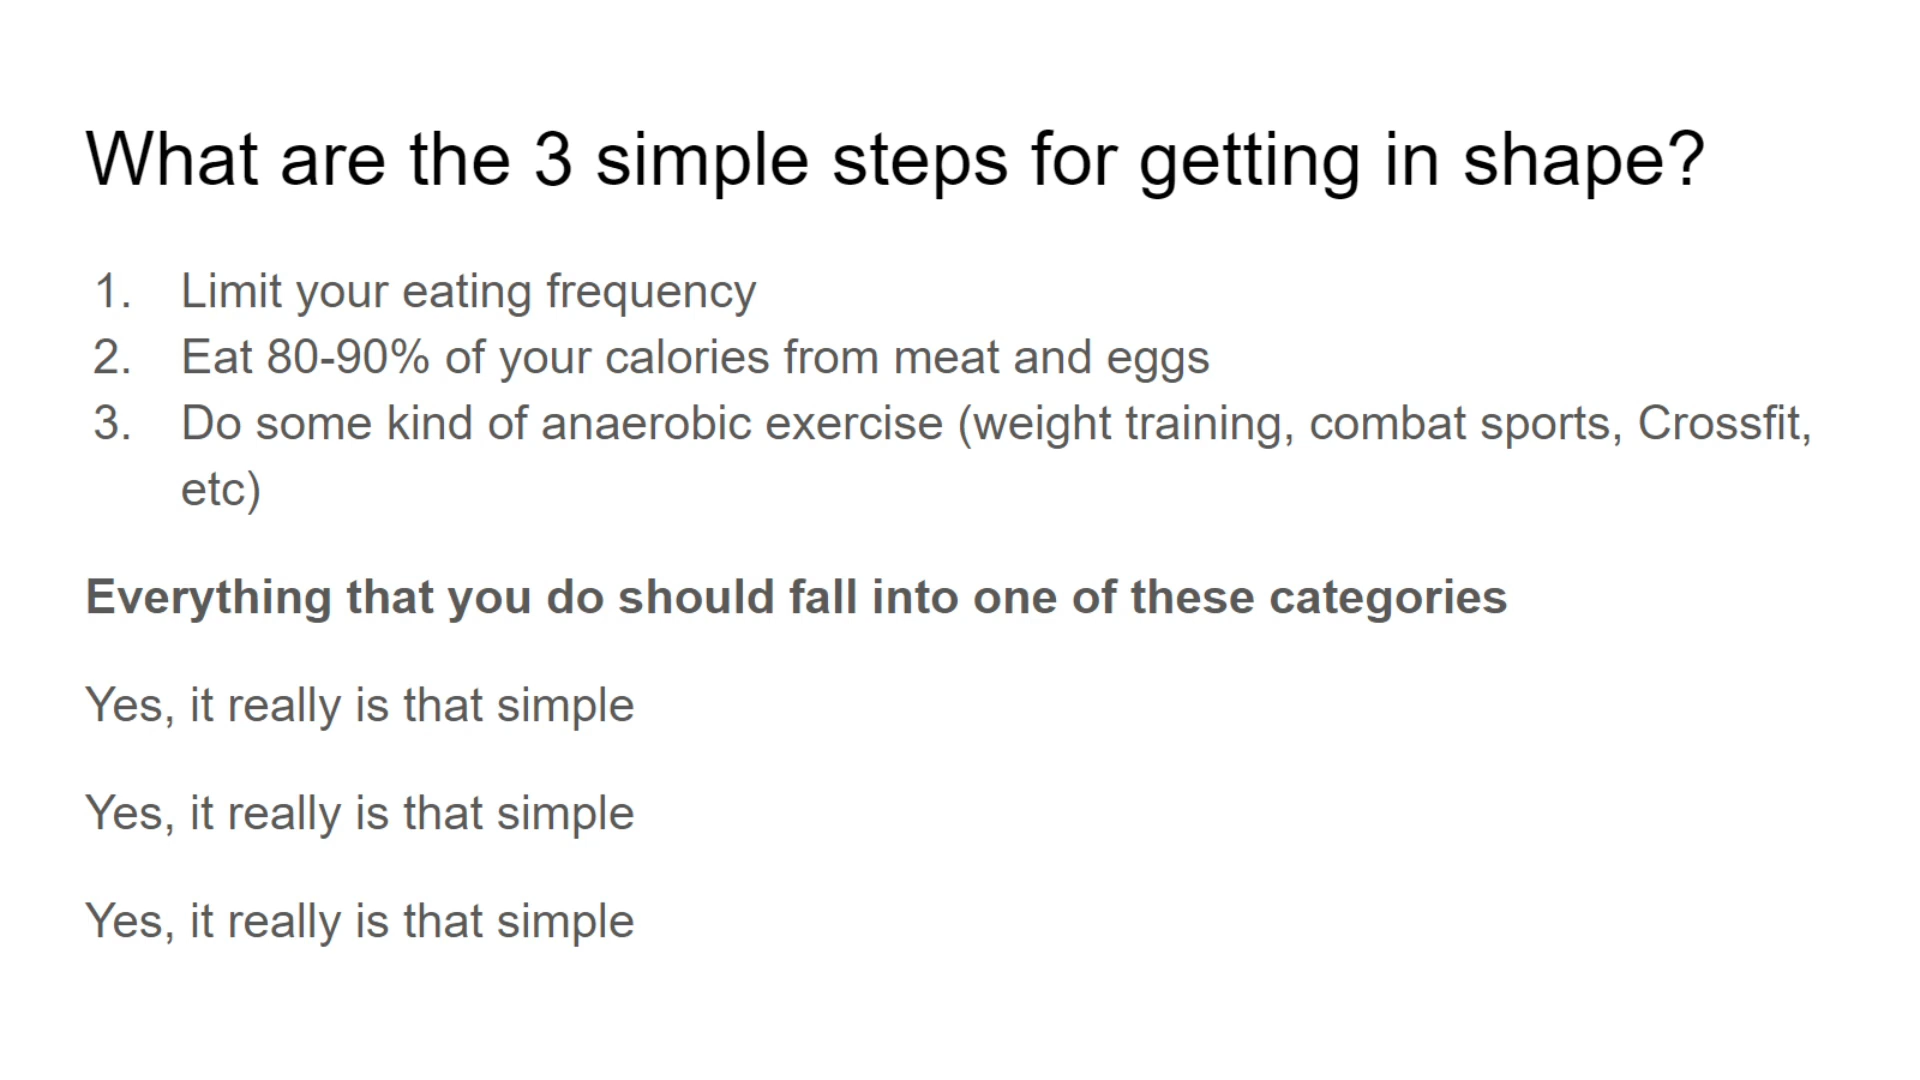 What are the 3 simple steps for getting in shape?
1. Limit your eating frequency
2. Eat 80-90% of your calories from meat and eggs
3. Do some kind of anaerobic exercise (weight training, combat sports, Crossfit,
etc)
Everything that you do should fall into one of these categories
Yes, it really is that simple
Yes, it really is that simple
Yes, it really is that simple